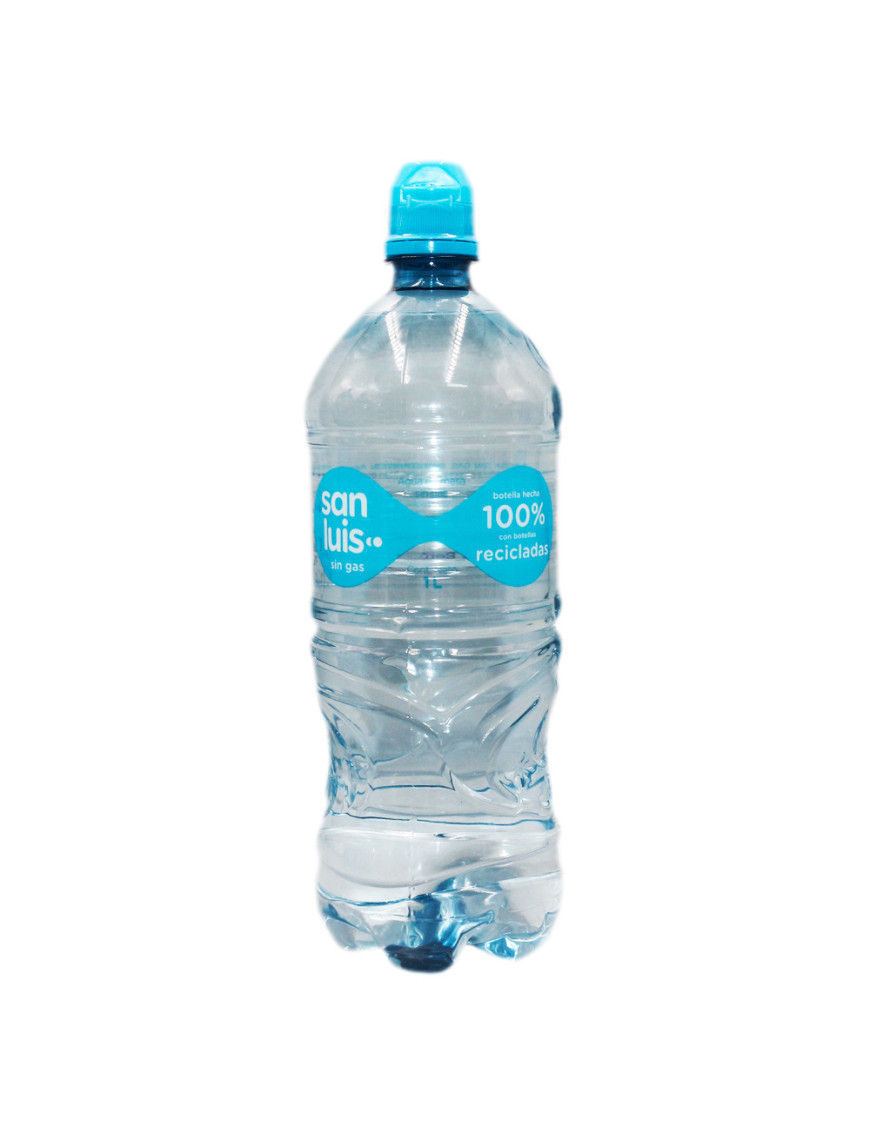 san
luis
sin gas
botella hecha
100%
con botellas
recicladas
1L